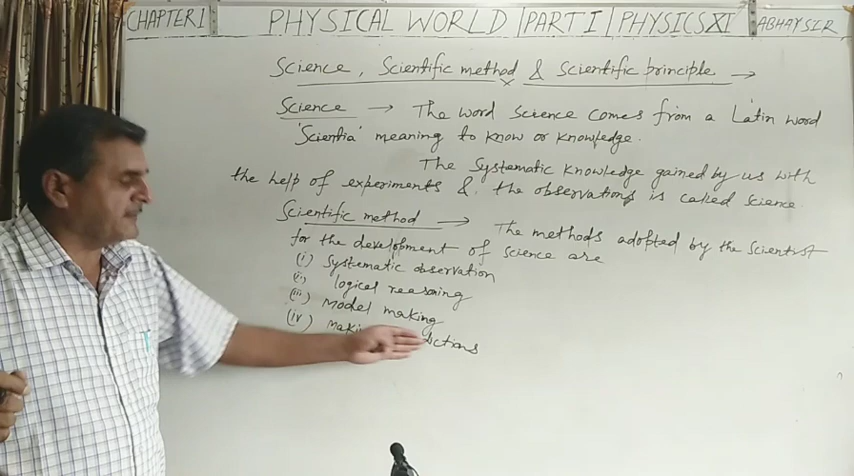 CHAPTER 1 PHYSICAL WORLD | PART I | PHYSICS XI ABHAY SIR
Science, Scientific method & Scientific principle →
Science → The word science comes from a Latin word
'Scientia' meaning to know or knowledge.
The systematic knowledge gained by us with
the help of experiments & the observations is called science.
Scientific method → The methods adopted by the scientist
for the development of science are
(i) Systematic observation
(ii) logical reasoning
(iii) Model making
(iv)